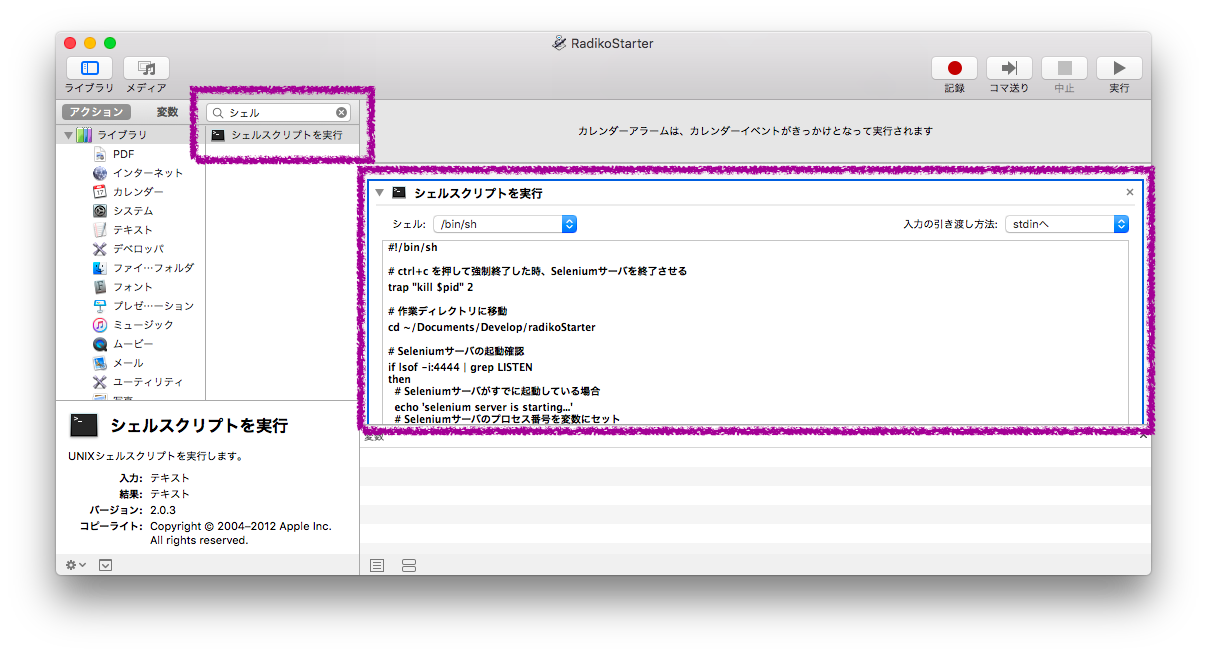 RadikoStarter
ライブラリ
メディア
記録
コマ送り
中止
実行
アクション
変数
シェル
ライブラリ
PDF
インターネット
カレンダー
システム
テキスト
デベロッパ
ファイ…フォルダ
フォント
プレゼ…ーション
ミュージック
ムービー
メール
ユーティリティ
写真
シェルスクリプトを実行
カレンダーアラームは、カレンダーイベントがきっかけとなって実行されます
シェルスクリプトを実行
シェル: /bin/sh
入力の引き渡し方法: stdinへ
#!/bin/sh
# ctrl+c を押して強制終了した時、Seleniumサーバを終了させる
trap "kill $pid" 2
# 作業ディレクトリに移動
cd ~/Documents/Develop/radikoStarter
# Seleniumサーバの起動確認
if lsof -i:4444 | grep LISTEN
then
# Seleniumサーバがすでに起動している場合
echo 'selenium server is starting...'
# Seleniumサーバのプロセス番号を変数にセット
変数
シェルスクリプトを実行
UNIXシェルスクリプトを実行します。
入力: テキスト
結果: テキスト
バージョン: 2.0.3
コピーライト: Copyright © 2004–2012 Apple Inc.
All rights reserved.